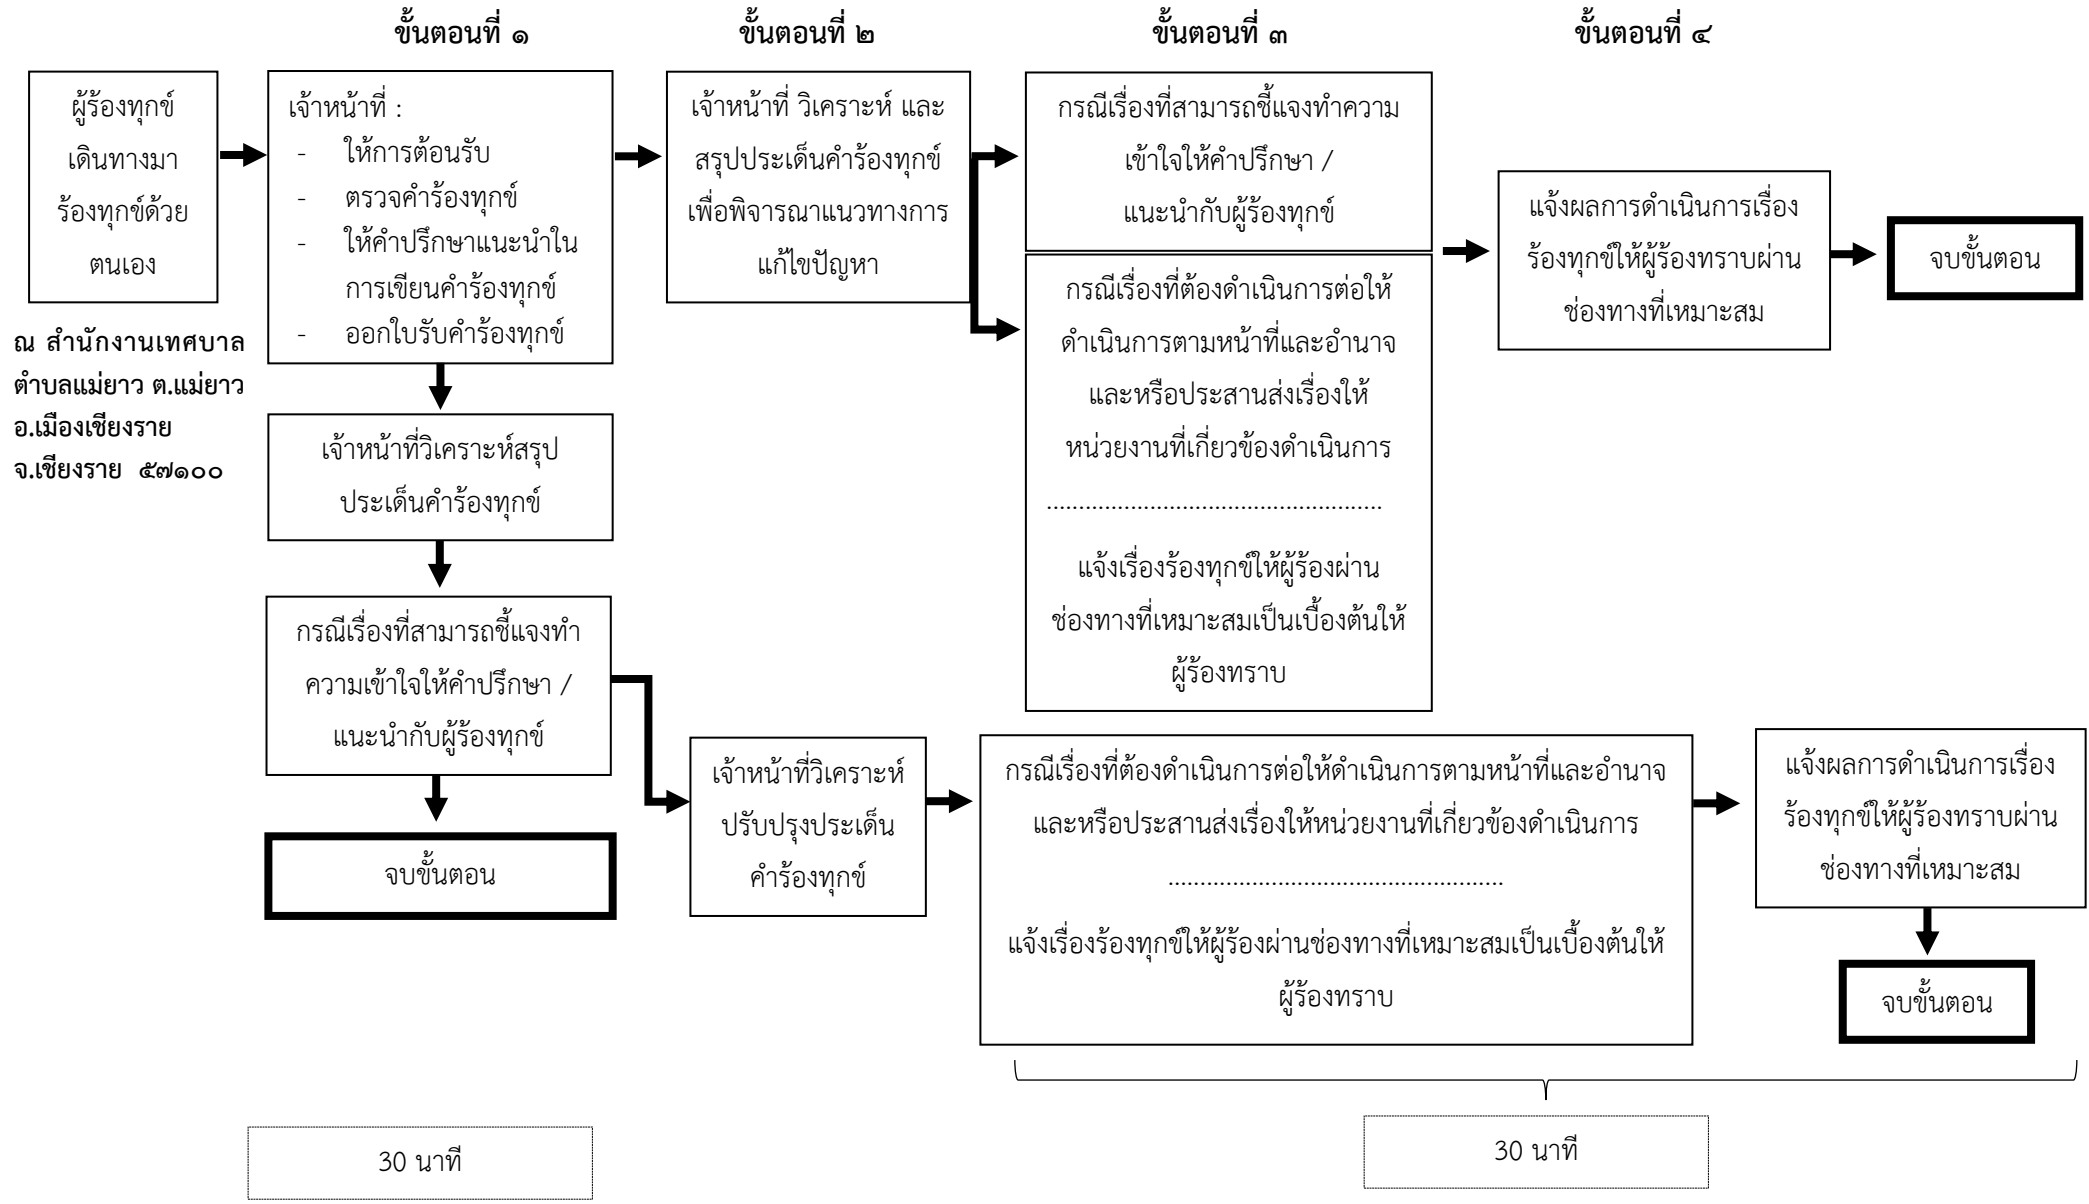 ขั้นตอนที่ ๑
ขั้นตอนที่ ๒
ขั้นตอนที่ ๓
ขั้นตอนที่ ๔
ผู้ร้องทุกข์
เดินทางมา
ร้องทุกข์ด้วย
ตนเอง
ณ สำนักงานเทศบาล
ตำบลแม่ยาว ต.แม่ยาว
อ.เมืองเชียงราย
จ.เชียงราย ๕๗๑๐๐
เจ้าหน้าที่ :
- ให้การต้อนรับ
- ตรวจคำร้องทุกข์
- ให้คำปรึกษาแนะนำใน
การเขียนคำร้องทุกข์
- ออกใบรับคำร้องทุกข์
เจ้าหน้าที่ วิเคราะห์ และ
สรุปประเด็นคำร้องทุกข์
เพื่อพิจารณาแนวทางการ
แก้ไขปัญหา
กรณีเรื่องที่สามารถชี้แจงทำความ
เข้าใจให้คำปรึกษา /
แนะนำกับผู้ร้องทุกข์
กรณีเรื่องที่ต้องดำเนินการต่อให้
ดำเนินการตามหน้าที่และอำนาจ
และหรือประสานส่งเรื่องให้
หน่วยงานที่เกี่ยวข้องดำเนินการ
....................................................
แจ้งเรื่องร้องทุกข์ให้ผู้ร้องผ่าน
ช่องทางที่เหมาะสมเป็นเบื้องต้นให้
ผู้ร้องทราบ
แจ้งผลการดำเนินการเรื่อง
ร้องทุกข์ให้ผู้ร้องทราบผ่าน
ช่องทางที่เหมาะสม
จบขั้นตอน
เจ้าหน้าที่วิเคราะห์สรุป
ประเด็นคำร้องทุกข์
กรณีเรื่องที่สามารถชี้แจงทำ
ความเข้าใจให้คำปรึกษา /
แนะนำกับผู้ร้องทุกข์
จบขั้นตอน
เจ้าหน้าที่วิเคราะห์
ปรับปรุงประเด็น
คำร้องทุกข์
กรณีเรื่องที่ต้องดำเนินการต่อให้ดำเนินการตามหน้าที่และอำนาจ
และหรือประสานส่งเรื่องให้หน่วยงานที่เกี่ยวข้องดำเนินการ
....................................................
แจ้งเรื่องร้องทุกข์ให้ผู้ร้องผ่านช่องทางที่เหมาะสมเป็นเบื้องต้นให้
ผู้ร้องทราบ
แจ้งผลการดำเนินการเรื่อง
ร้องทุกข์ให้ผู้ร้องทราบผ่าน
ช่องทางที่เหมาะสม
จบขั้นตอน
30 นาที
30 นาที